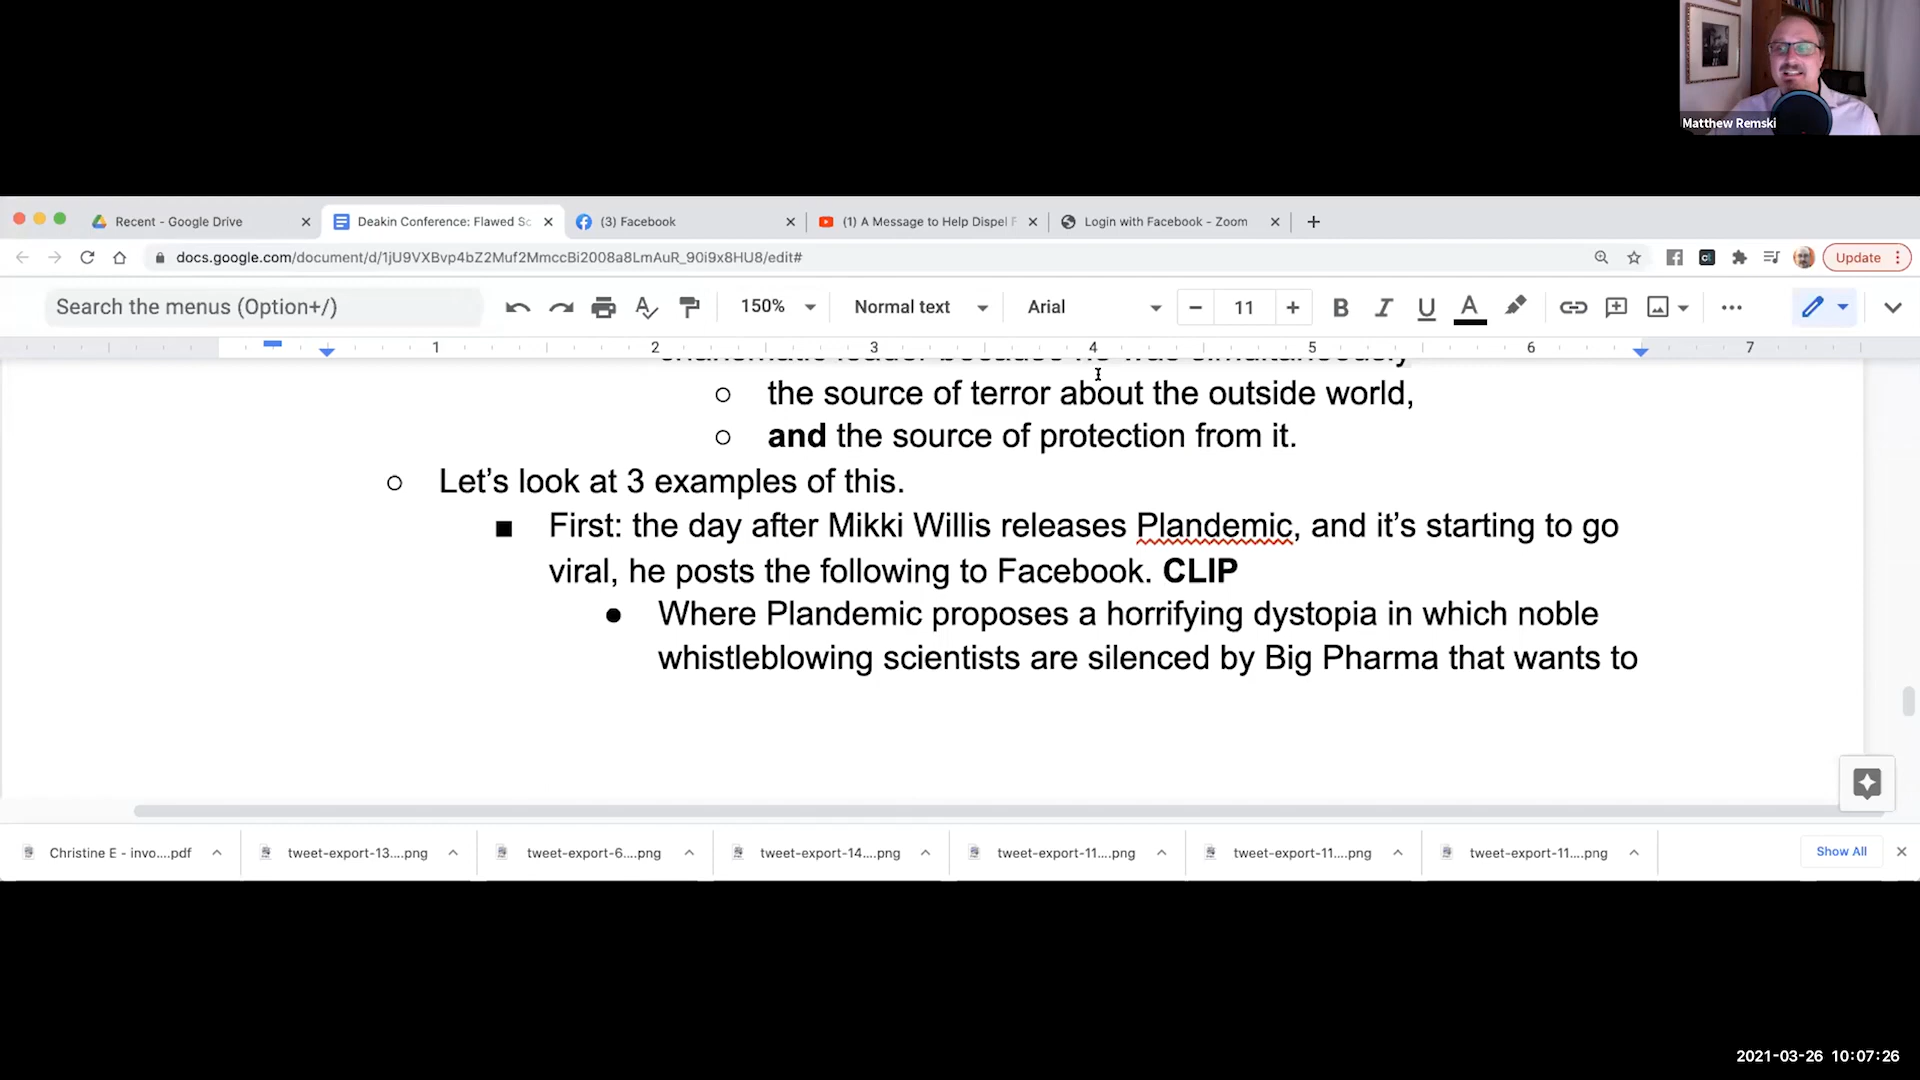 Matthew Remski
Recent - Google Drive
Deakin Conference: Flawed Sc
(3) Facebook
(1) A Message to Help Dispel F
Login with Facebook - Zoom
docs.google.com/document/d/1jU9VXBvp4bZ2Muf2MmccBi2008a8LmAuR_90i9x8HU8/edit#
Update
Search the menus (Option+/)
150%
Normal text
Arial
11
B I U A
1 2 3 4 5 6 7
charismatic leader because he was simultaneously
the source of terror about the outside world,
and the source of protection from it.
Let’s look at 3 examples of this.
First: the day after Mikki Willis releases Plandemic, and it’s starting to go
viral, he posts the following to Facebook. CLIP
Where Plandemic proposes a horrifying dystopia in which noble
whistleblowing scientists are silenced by Big Pharma that wants to
Christine E - invo....pdf
tweet-export-13....png
tweet-export-6....png
tweet-export-14....png
tweet-export-11....png
tweet-export-11....png
tweet-export-11....png
Show All
2021-03-26 10:07:26